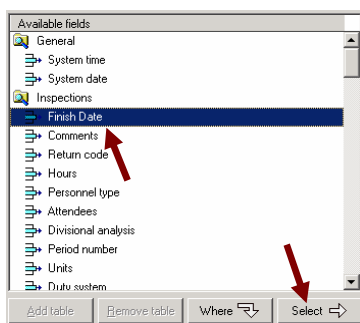 Available fields
General
System time
System date
Inspections
Finish Date
Comments
Return code
Hours
Personnel type
Attendees
Divisional analysis
Period number
Units
Duty system
Add table Remove table Where Select